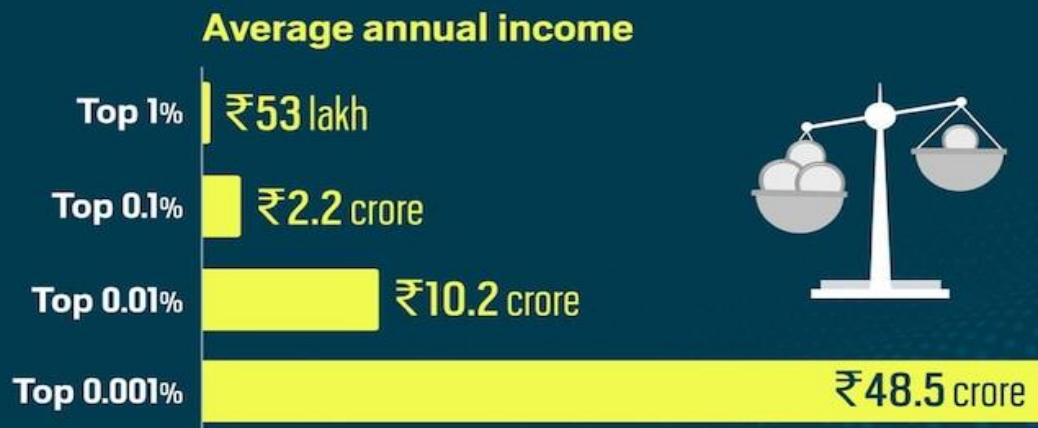 Average annual income
Top 1% ₹53 lakh
Top 0.1% ₹2.2 crore
Top 0.01% ₹10.2 crore
Top 0.001% ₹48.5 crore